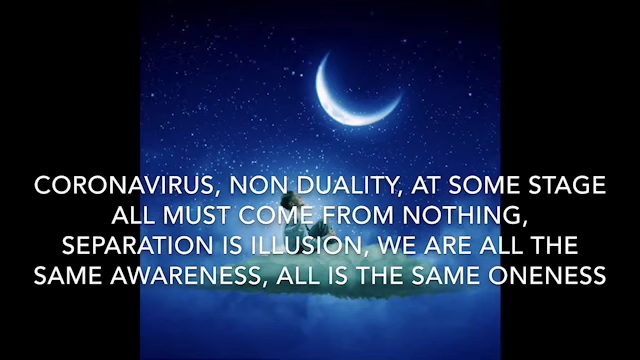 CORONAVIRUS, NON DUALITY, AT SOME STAGE
ALL MUST COME FROM NOTHING,
SEPARATION IS ILLUSION, WE ARE ALL THE
SAME AWARENESS, ALL IS THE SAME ONENESS